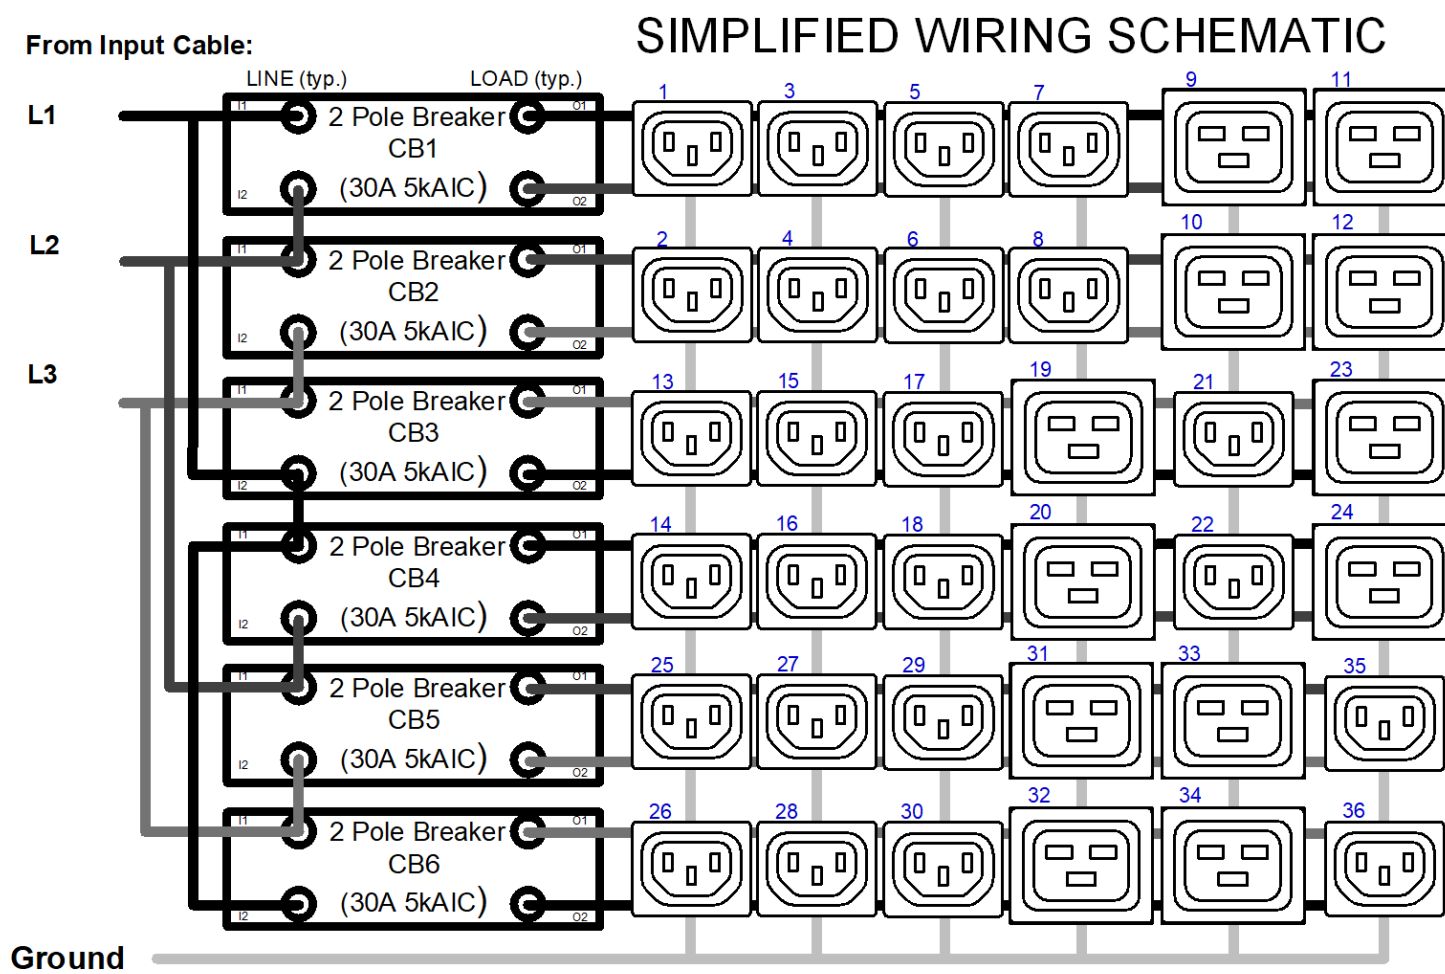 SIMPLIFIED WIRING SCHEMATIC
From Input Cable:
LINE (typ.) LOAD (typ.)
L1
I1 2 Pole Breaker O1
CB1
I2 (30A 5kAIC) O2
1 3 5 7 9 11
L2
I1 2 Pole Breaker O1
CB2
I2 (30A 5kAIC) O2
2 4 6 8 10 12
L3
I1 2 Pole Breaker O1
CB3
I2 (30A 5kAIC) O2
13 15 17 19 21 23
I1 2 Pole Breaker O1
CB4
I2 (30A 5kAIC) O2
14 16 18 20 22 24
I1 2 Pole Breaker O1
CB5
I2 (30A 5kAIC) O2
25 27 29 31 33 35
I1 2 Pole Breaker O1
CB6
I2 (30A 5kAIC) O2
26 28 30 32 34 36
Ground